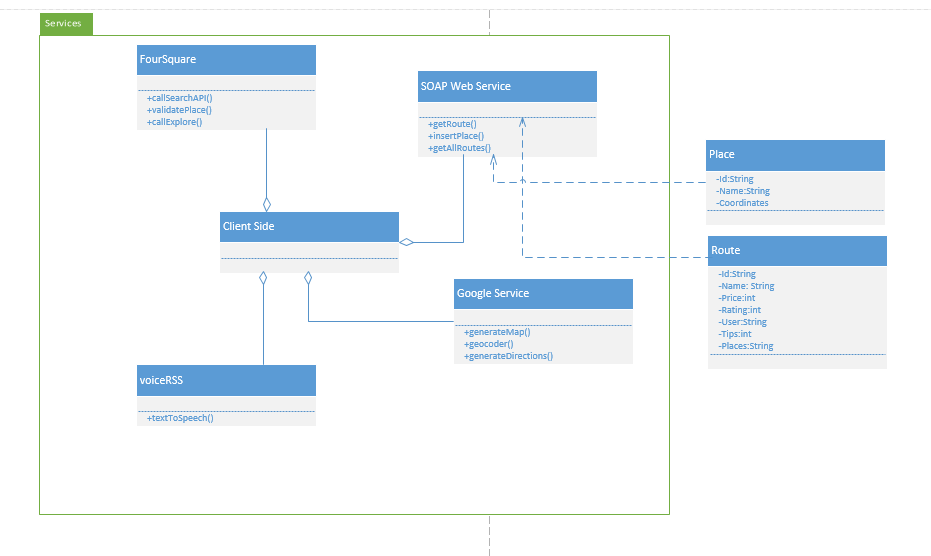 Services
FourSquare
+callSearchAPI()
+validatePlace()
+callExplore()
SOAP Web Service
+getRoute()
+insertPlace()
+getAllRoutes()
Place
-Id:String
-Name:String
-Coordinates
Client Side
Route
-Id:String
-Name: String
-Price:int
-Rating:int
-User:String
-Tips:int
-Places:String
Google Service
+generateMap()
+geocoder()
+generateDirections()
voiceRSS
+textToSpeech()